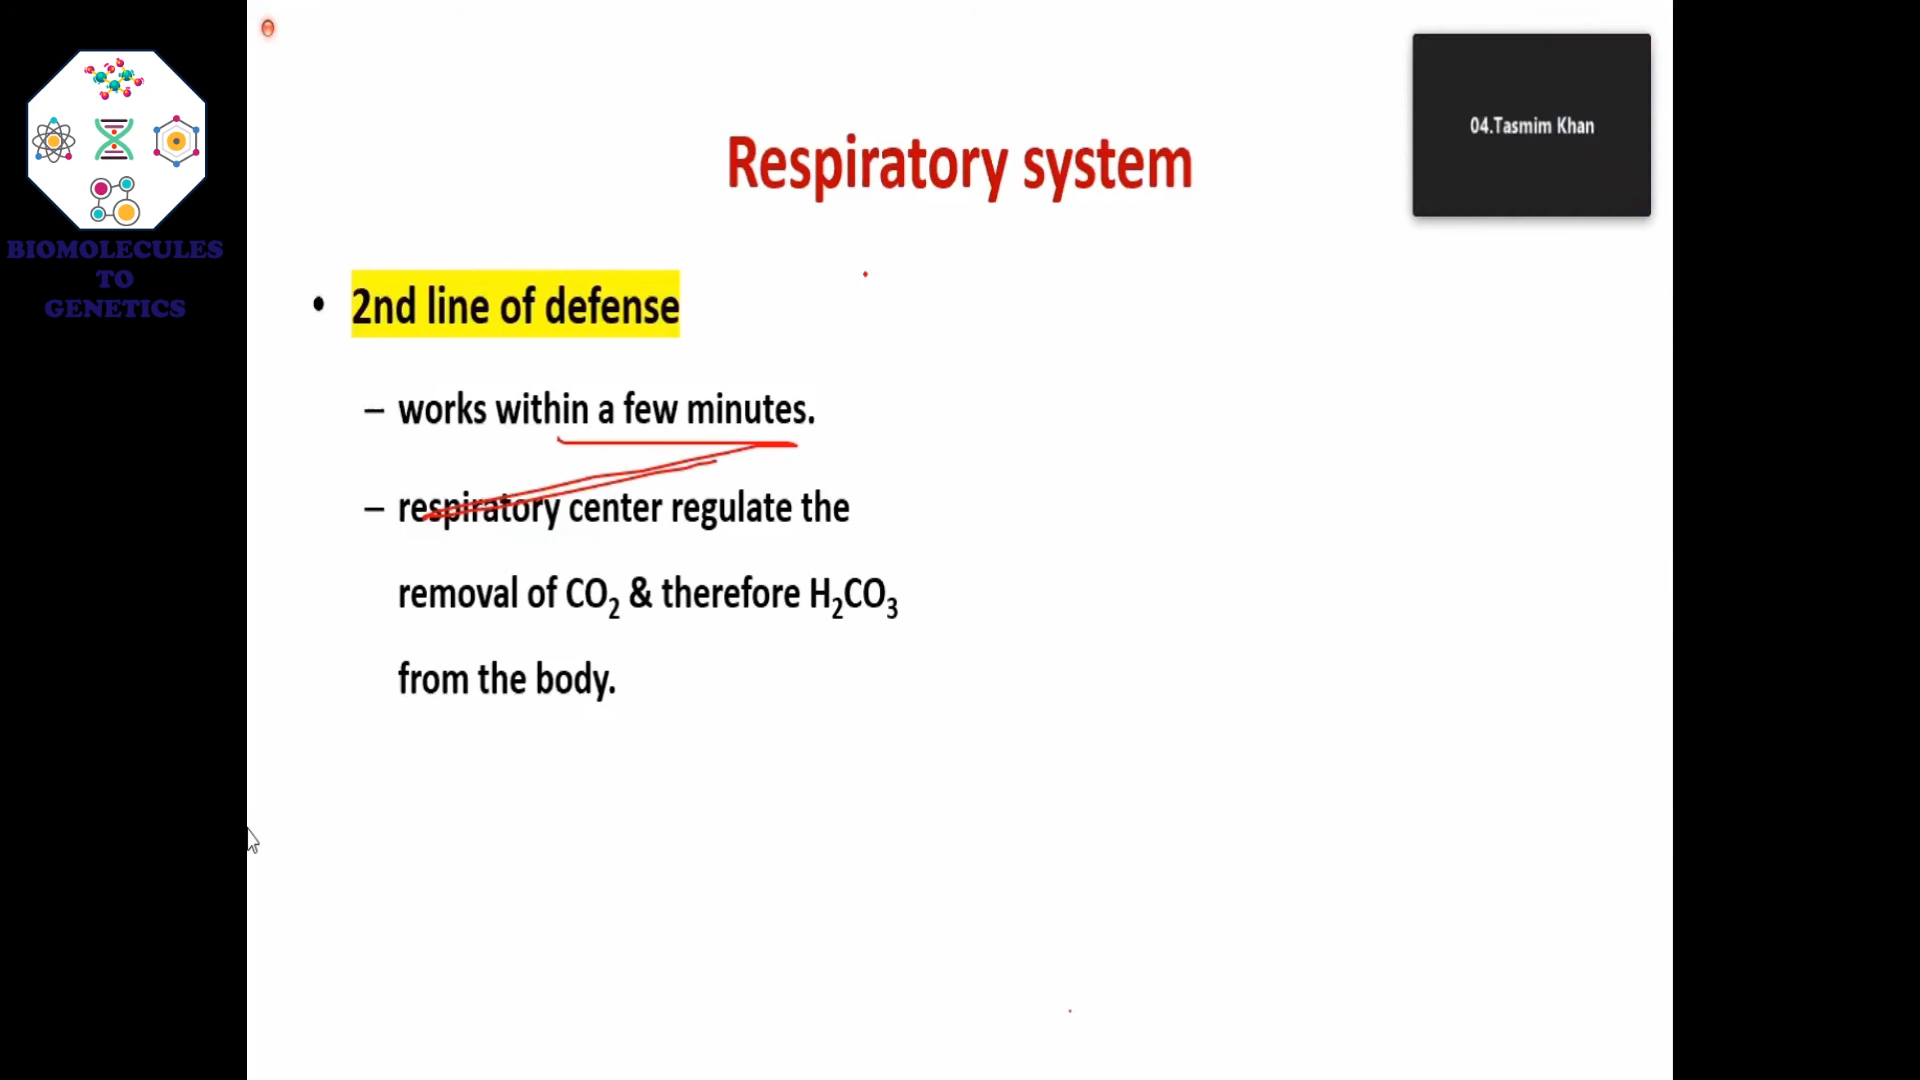 BIOMOLECULES
TO
GENETICS
04.Tasmim Khan
Respiratory system
• 2nd line of defense
– works within a few minutes.
– respiratory center regulate the
removal of CO₂ & therefore H₂CO₃
from the body.